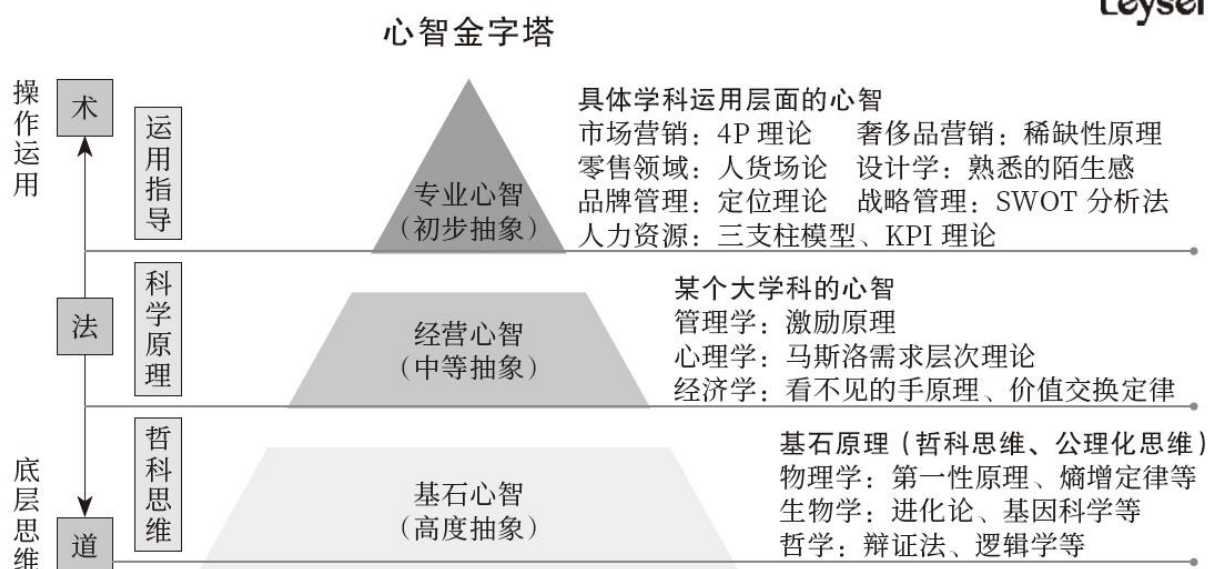 Leysen
心智金字塔
操作运用
术
运用指导
专业心智
（初步抽象）
具体学科运用层面的心智
市场营销：4P 理论 奢侈品营销：稀缺性原理
零售领域：人货场论 设计学：熟悉的陌生感
品牌管理：定位理论 战略管理：SWOT 分析法
人力资源：三支柱模型、KPI 理论
法
科学原理
经营心智
（中等抽象）
某个大学科的心智
管理学：激励原理
心理学：马斯洛需求层次理论
经济学：看不见的手原理、价值交换定律
底层思维
道
哲科思维
基石心智
（高度抽象）
基石原理（哲科思维、公理化思维）
物理学：第一性原理、熵增定律等
生物学：进化论、基因科学等
哲学：辩证法、逻辑学等